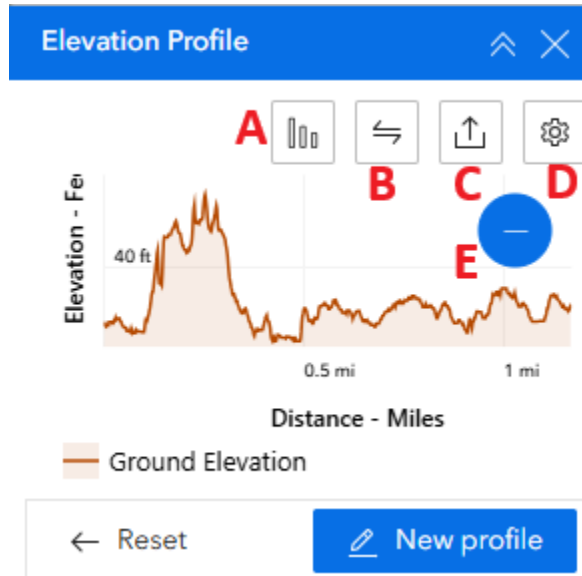 Elevation Profile
A
B
C
D
E
Elevation - Fe
40 ft
0.5 mi
1 mi
Distance - Miles
Ground Elevation
Reset
New profile